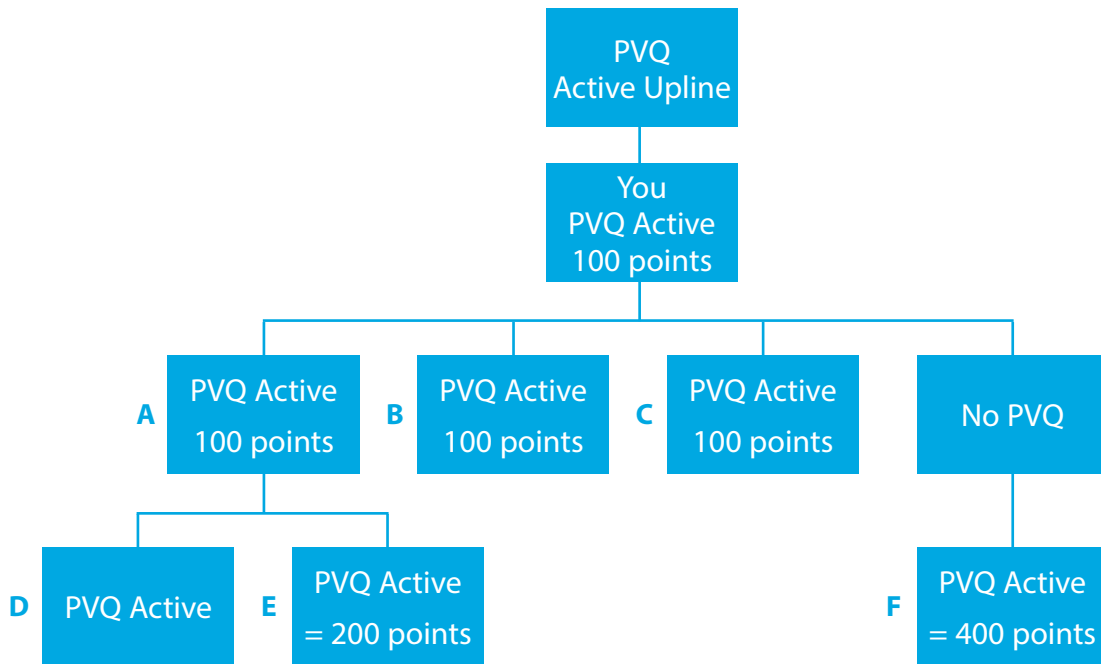 PVQ
Active Upline
You
PVQ Active
100 points
A
PVQ Active
100 points
B
PVQ Active
100 points
C
PVQ Active
100 points
No PVQ
D
PVQ Active
E
PVQ Active
= 200 points
F
PVQ Active
= 400 points